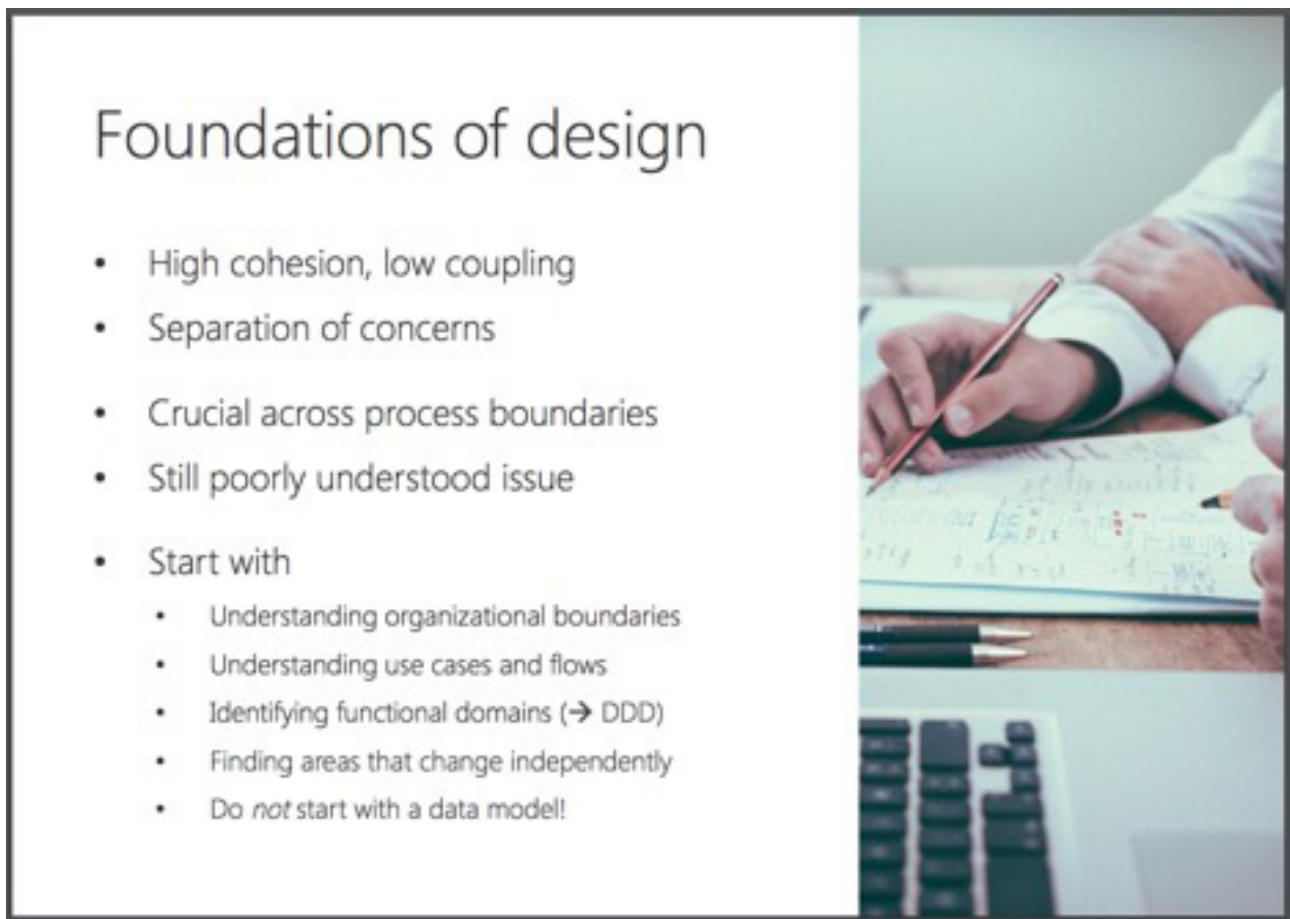 Foundations of design
• High cohesion, low coupling
• Separation of concerns
• Crucial across process boundaries
• Still poorly understood issue
• Start with
• Understanding organizational boundaries
• Understanding use cases and flows
• Identifying functional domains (→ DDD)
• Finding areas that change independently
• Do not start with a data model!